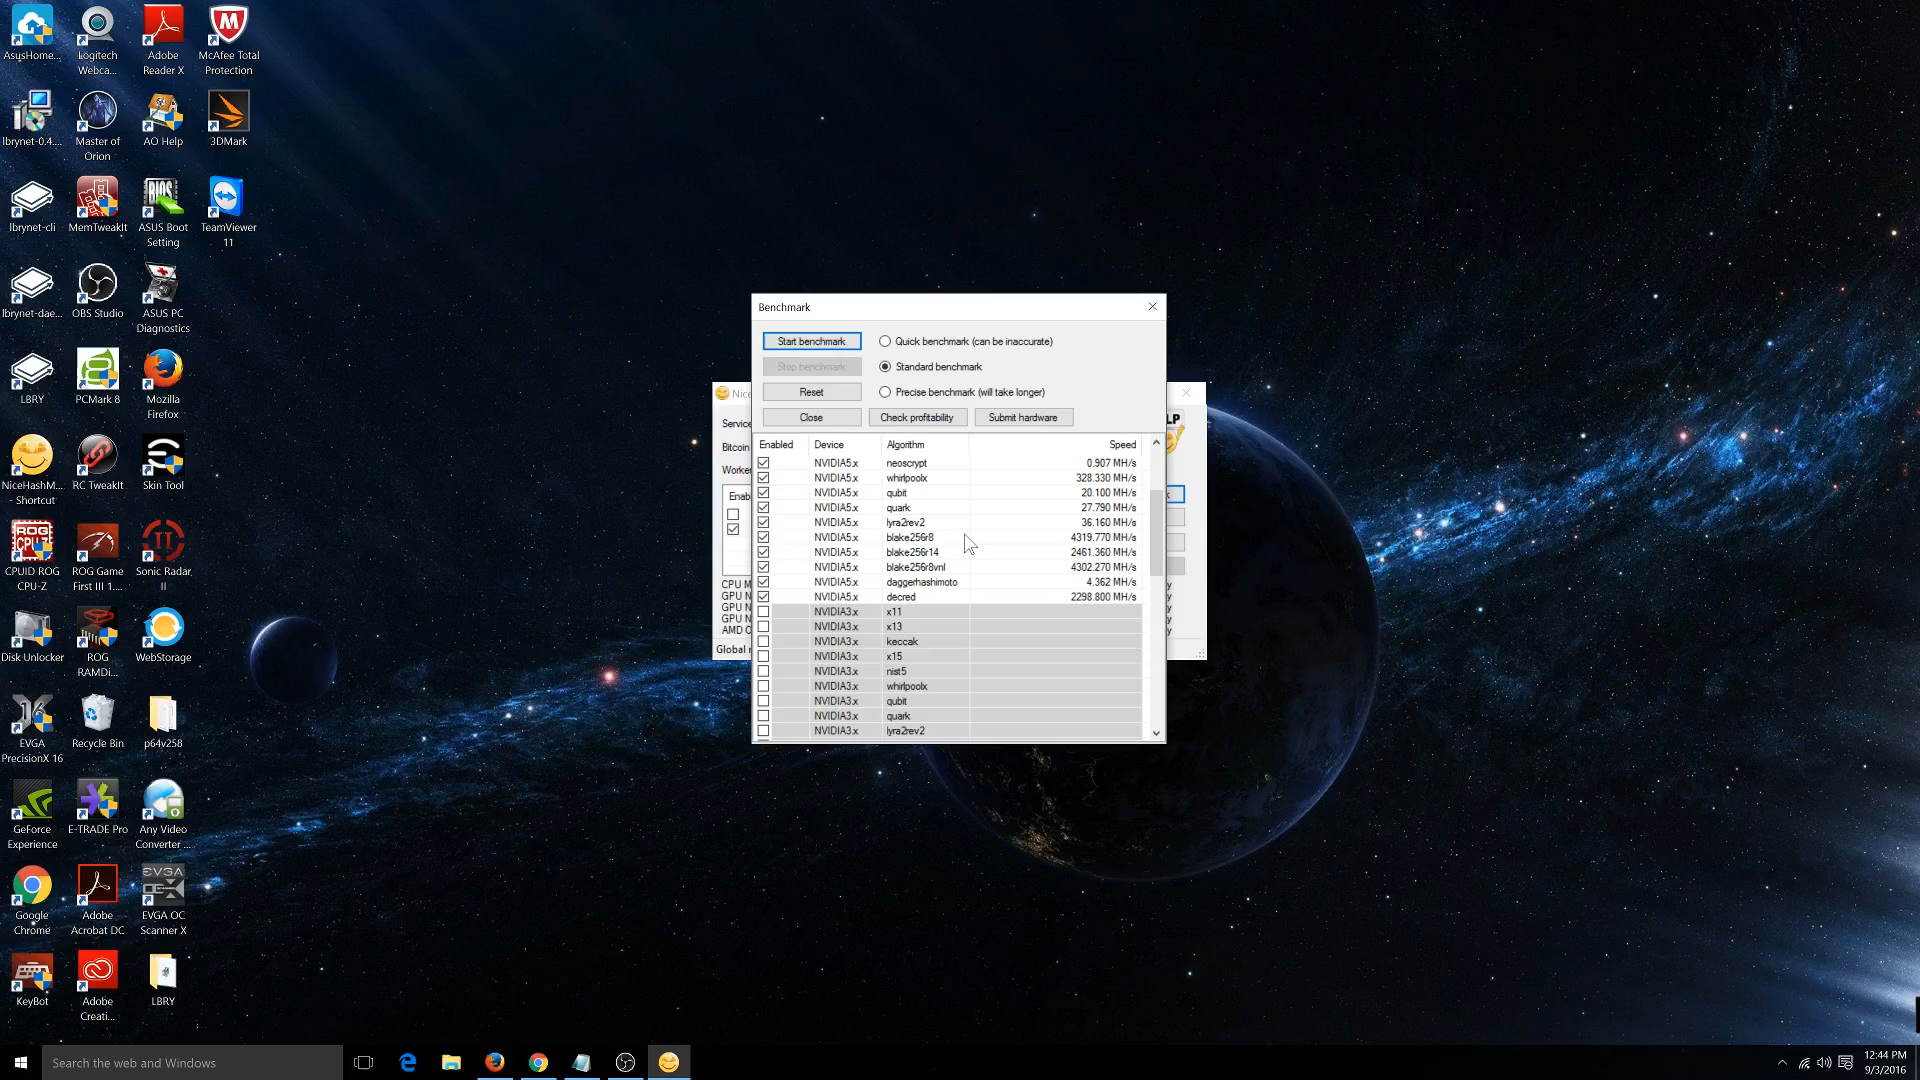 AsusHome...
Logitech
Webca...
Adobe
Reader X
McAfee Total
Protection
lbrynet-0.4....
Master of
Orion
AO Help
3DMark
lbrynet-cli
MemTweakIt
BIOS
ASUS Boot
Setting
TeamViewer
11
lbrynet-dae...
OBS Studio
ASUS PC
Diagnostics
LBRY
PCMark 8
Mozilla
Firefox
NiceHashM...
- Shortcut
RC TweakIt
Skin Tool
ROG
CPU-Z
CPUID ROG
CPU-Z
ROG Game
First III 1....
Sonic Radar
II
Disk Unlocker
ROG
RAMDi...
WebStorage
EVGA
PrecisionX 16
Recycle Bin
p64v258
GeForce
Experience
E-TRADE Pro
Any Video
Converter ...
Google
Chrome
Adobe
Acrobat DC
EVGA
EVGA OC
Scanner X
KeyBot
Adobe
Creati...
LBRY
Benchmark
Start benchmark
Quick benchmark (can be inaccurate)
Stop benchmark
Standard benchmark
Reset
Precise benchmark (will take longer)
Close
Check profitability
Submit hardware
Enabled Device Algorithm Speed
NVIDIA5.x neoscrypt 0.907 MH/s
NVIDIA5.x whirlpoolx 328.330 MH/s
NVIDIA5.x qubit 20.100 MH/s
NVIDIA5.x quark 27.790 MH/s
NVIDIA5.x lyra2rev2 36.160 MH/s
NVIDIA5.x blake256r8 4319.770 MH/s
NVIDIA5.x blake256r14 2461.360 MH/s
NVIDIA5.x blake256r8vnl 4302.270 MH/s
NVIDIA5.x daggerhashimoto 4.362 MH/s
NVIDIA5.x decred 2298.800 MH/s
NVIDIA3.x x11
NVIDIA3.x x13
NVIDIA3.x keccak
NVIDIA3.x x15
NVIDIA3.x nist5
NVIDIA3.x whirlpoolx
NVIDIA3.x qubit
NVIDIA3.x quark
NVIDIA3.x lyra2rev2
Nice
Service
Bitcoin
Worke
Enab
CPU M
GPU N
GPU N
AMD O
Global
LP
Search the web and Windows
12:44 PM
9/3/2016